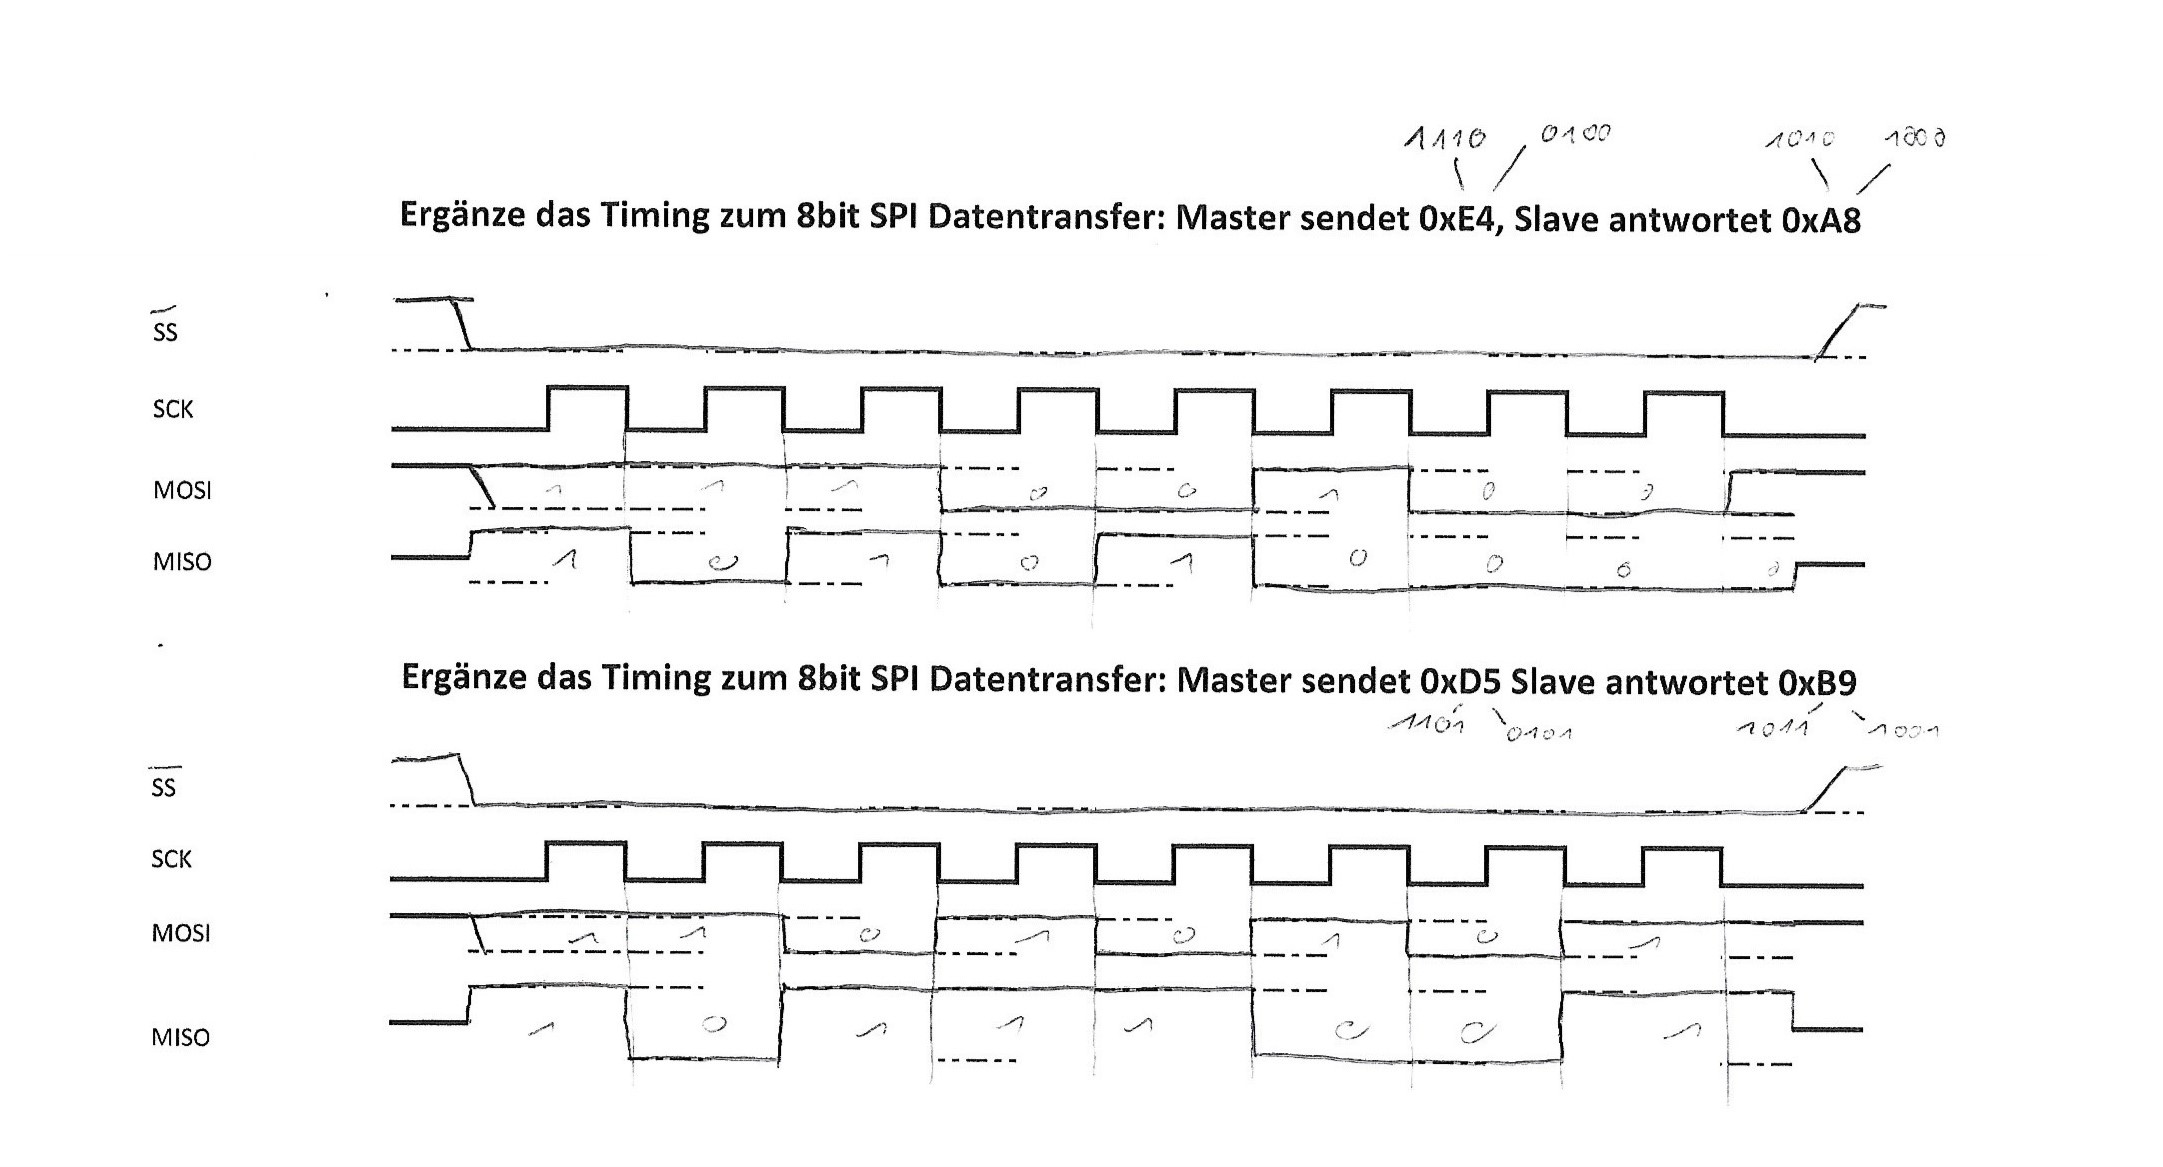 1110 0100 1010 1000
Ergänze das Timing zum 8bit SPI Datentransfer: Master sendet 0xE4, Slave antwortet 0xA8
SS
SCK
MOSI 1 1 1 0 0 1 0 0
MISO 1 0 1 0 1 0 0 0 0
Ergänze das Timing zum 8bit SPI Datentransfer: Master sendet 0xD5 Slave antwortet 0xB9
1101 0101 1011 1001
SS
SCK
MOSI 1 1 0 1 0 1 0 1
MISO 1 0 1 1 1 0 0 1